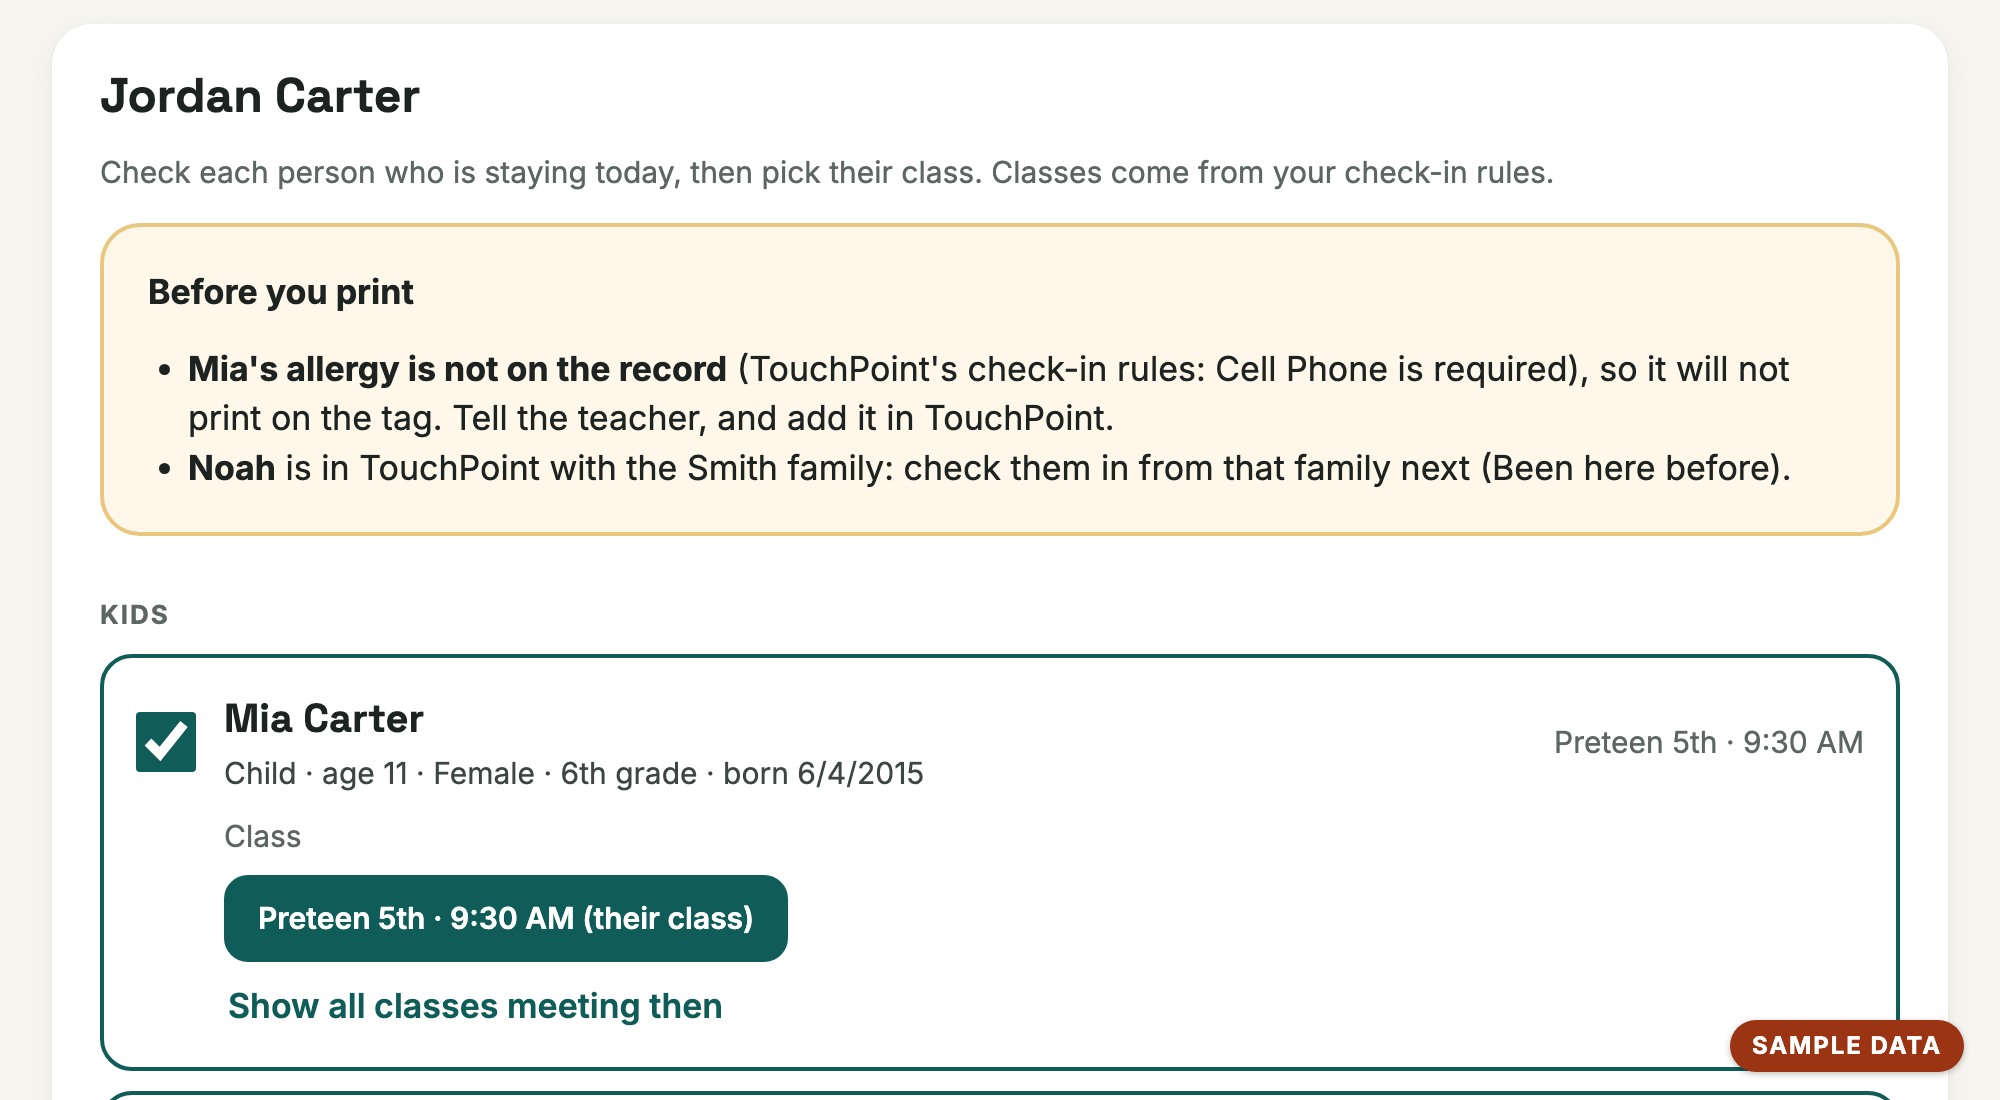 Jordan Carter
Check each person who is staying today, then pick their class. Classes come from your check-in rules.
Before you print
• Mia's allergy is not on the record (TouchPoint's check-in rules: Cell Phone is required), so it will not
print on the tag. Tell the teacher, and add it in TouchPoint.
• Noah is in TouchPoint with the Smith family: check them in from that family next (Been here before).
KIDS
Mia Carter
Preteen 5th · 9:30 AM
Child · age 11 · Female · 6th grade · born 6/4/2015
Class
Preteen 5th · 9:30 AM (their class)
Show all classes meeting then
SAMPLE DATA